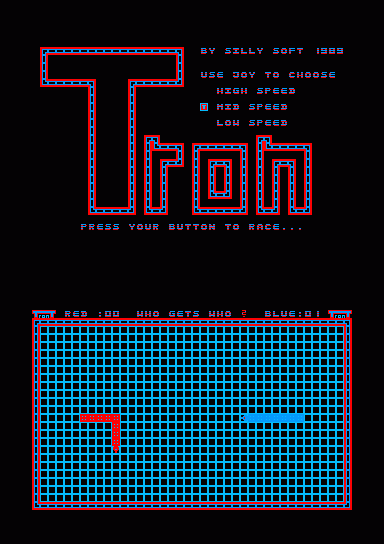 BY SILLY SOFT 1989
USE JOY TO CHOOSE
HIGH SPEED
MID SPEED
LOW SPEED
Tron
PRESS YOUR BUTTON TO RACE...
Tron RED :00 WHO GETS WHO ? BLUE:01 Tron